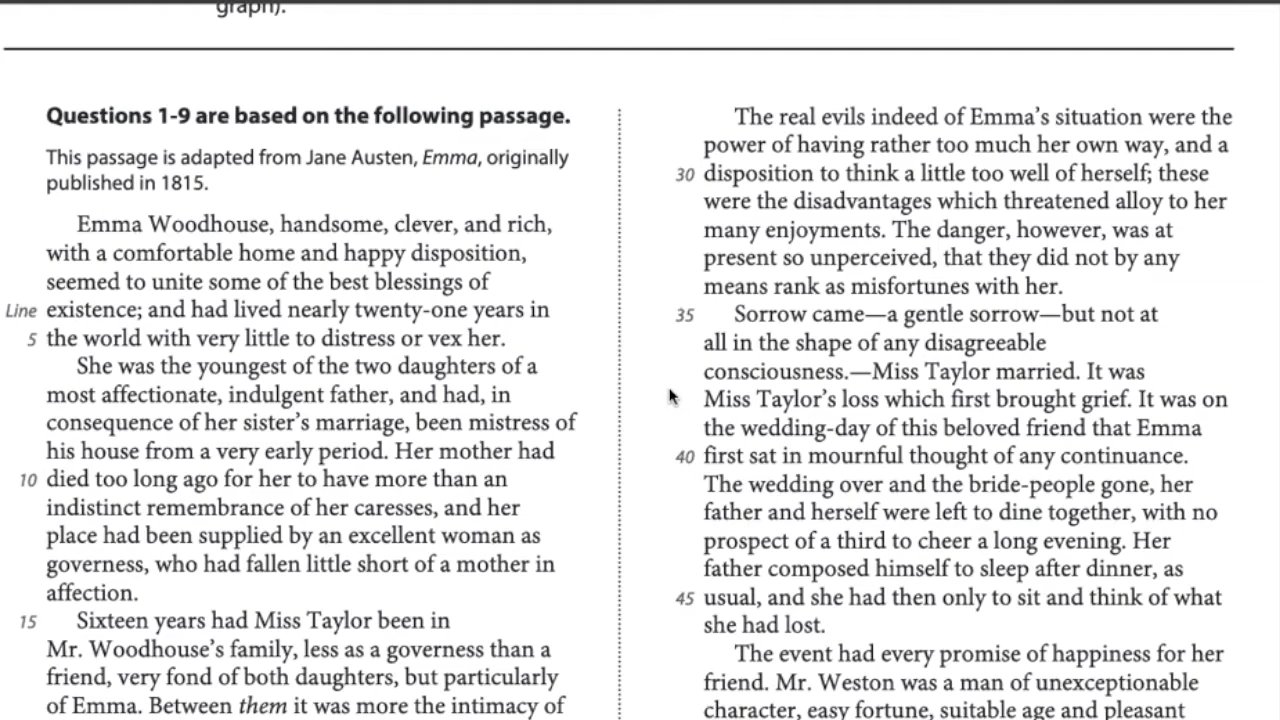 graph).
Questions 1-9 are based on the following passage.
This passage is adapted from Jane Austen, Emma, originally
published in 1815.
Emma Woodhouse, handsome, clever, and rich,
with a comfortable home and happy disposition,
seemed to unite some of the best blessings of
Line existence; and had lived nearly twenty-one years in
5 the world with very little to distress or vex her.
She was the youngest of the two daughters of a
most affectionate, indulgent father, and had, in
consequence of her sister's marriage, been mistress of
his house from a very early period. Her mother had
10 died too long ago for her to have more than an
indistinct remembrance of her caresses, and her
place had been supplied by an excellent woman as
governess, who had fallen little short of a mother in
affection.
15 Sixteen years had Miss Taylor been in
Mr. Woodhouse's family, less as a governess than a
friend, very fond of both daughters, but particularly
of Emma. Between them it was more the intimacy of
The real evils indeed of Emma's situation were the
power of having rather too much her own way, and a
30 disposition to think a little too well of herself; these
were the disadvantages which threatened alloy to her
many enjoyments. The danger, however, was at
present so unperceived, that they did not by any
means rank as misfortunes with her.
35 Sorrow came—a gentle sorrow—but not at
all in the shape of any disagreeable
consciousness.—Miss Taylor married. It was
Miss Taylor's loss which first brought grief. It was on
the wedding-day of this beloved friend that Emma
40 first sat in mournful thought of any continuance.
The wedding over and the bride-people gone, her
father and herself were left to dine together, with no
prospect of a third to cheer a long evening. Her
father composed himself to sleep after dinner, as
45 usual, and she had then only to sit and think of what
she had lost.
The event had every promise of happiness for her
friend. Mr. Weston was a man of unexceptionable
character, easy fortune, suitable age and pleasant